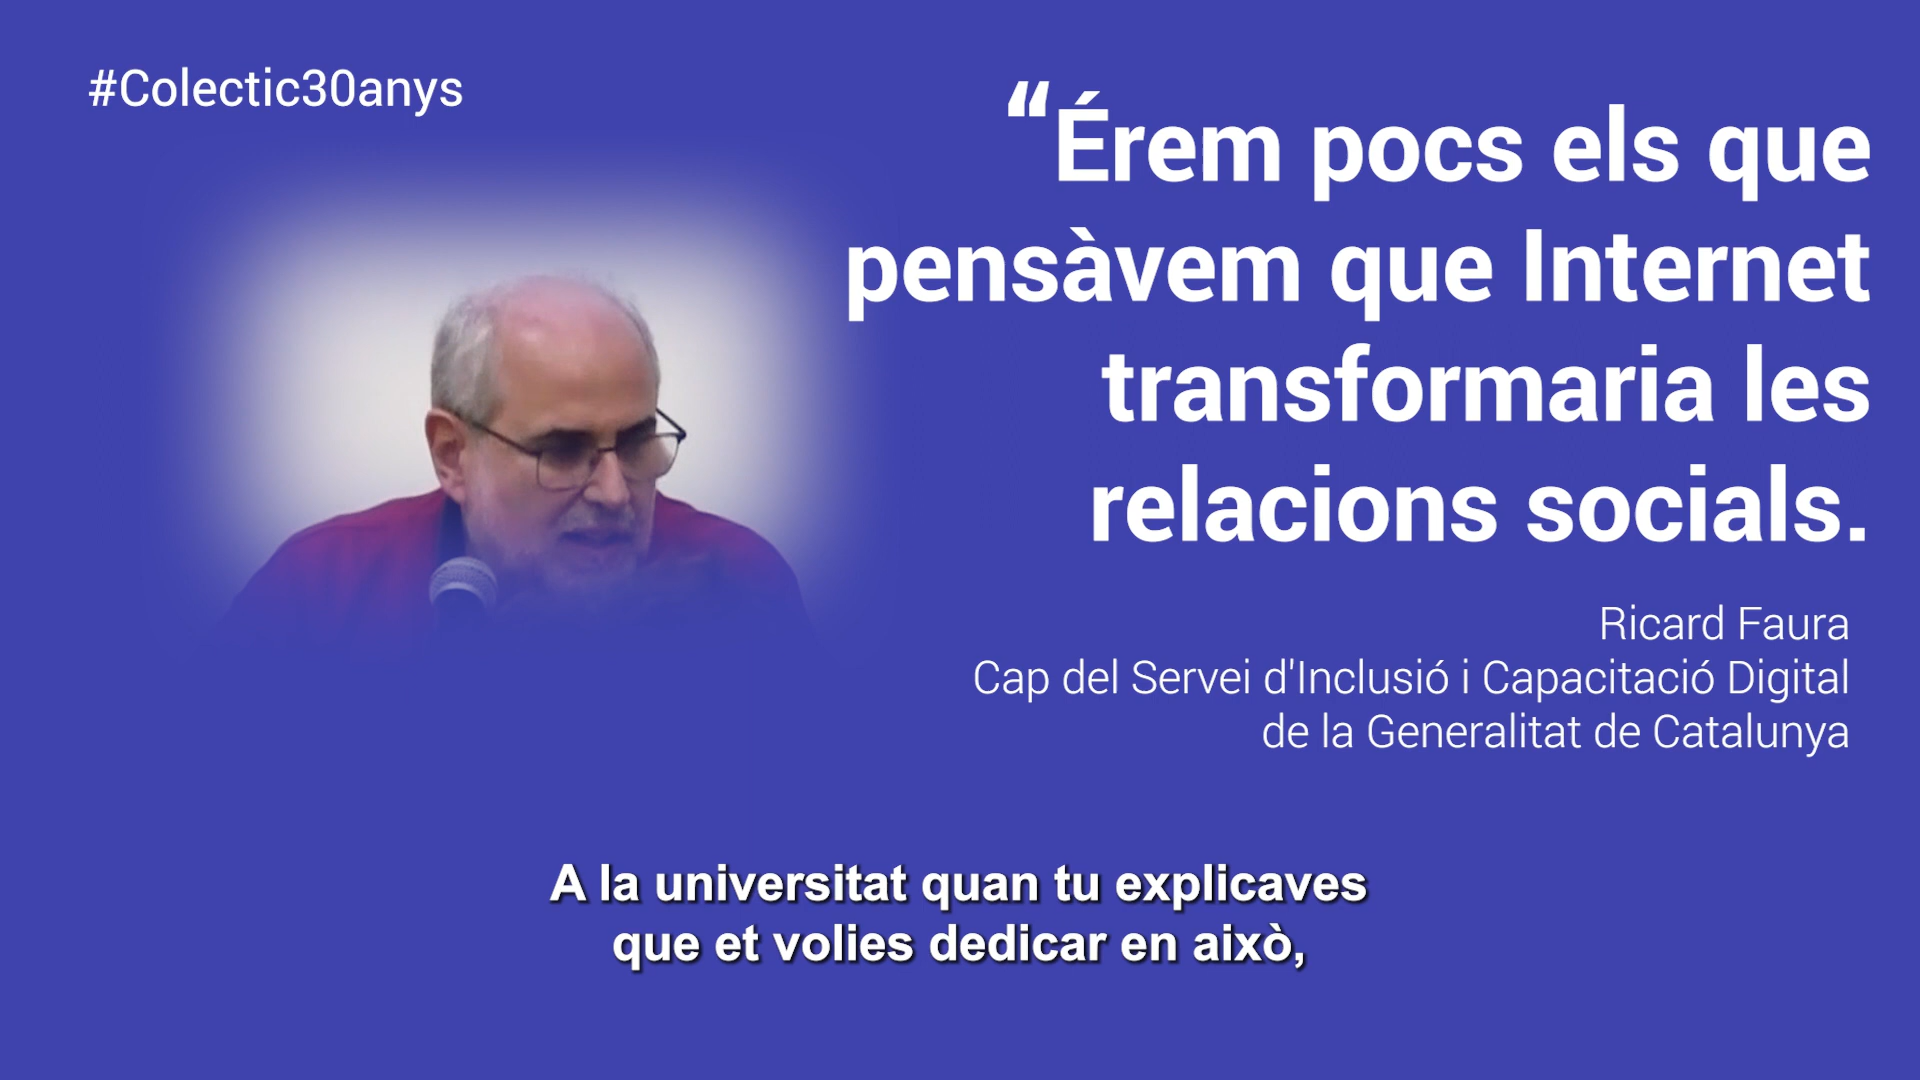 #Colectic30anys
“Érem pocs els que
pensàvem que Internet
transformaria les
relacions socials.
Ricard Faura
Cap del Servei d'Inclusió i Capacitació Digital
de la Generalitat de Catalunya
A la universitat quan tu explicaves
que et volies dedicar en això,